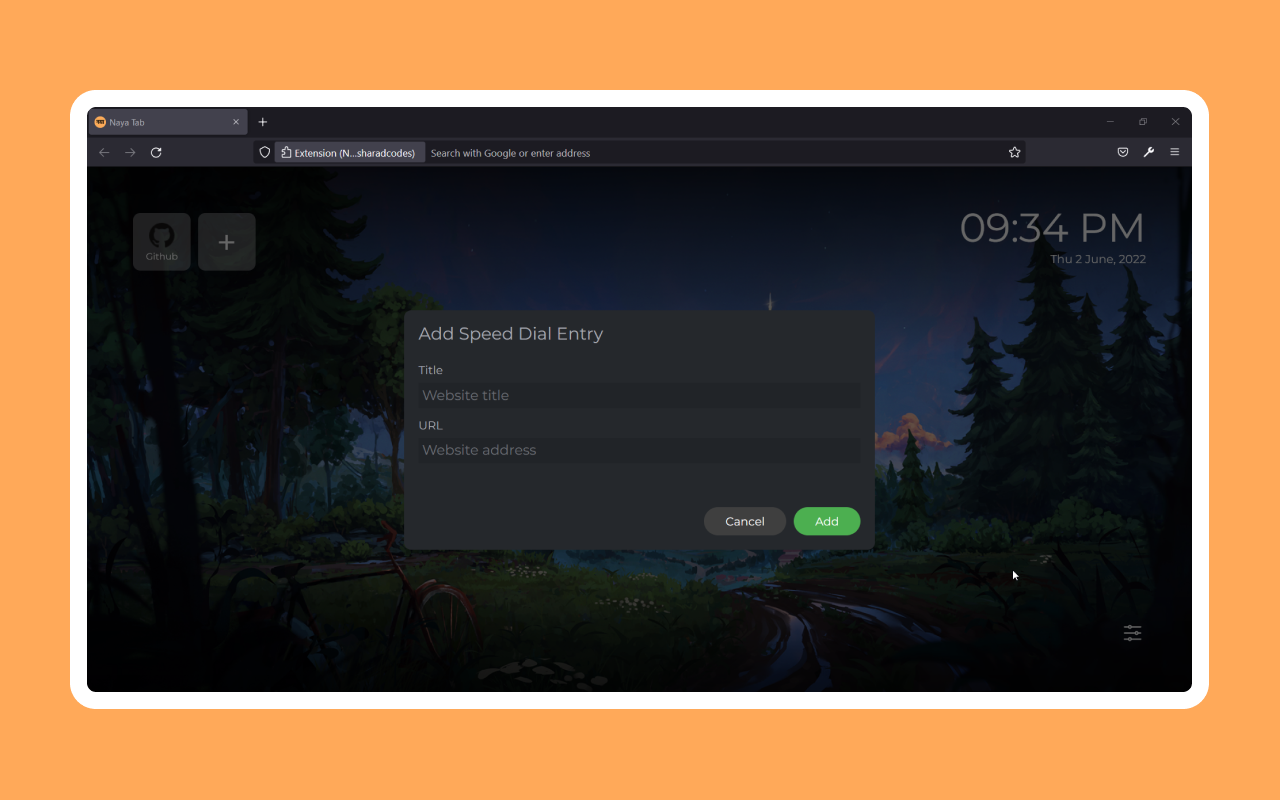 Naya Tab
Extension (N...sharadcodes) Search with Google or enter address
Github
09:34 PM
Thu 2 June, 2022
Add Speed Dial Entry
Title
Website title
URL
Website address
Cancel Add